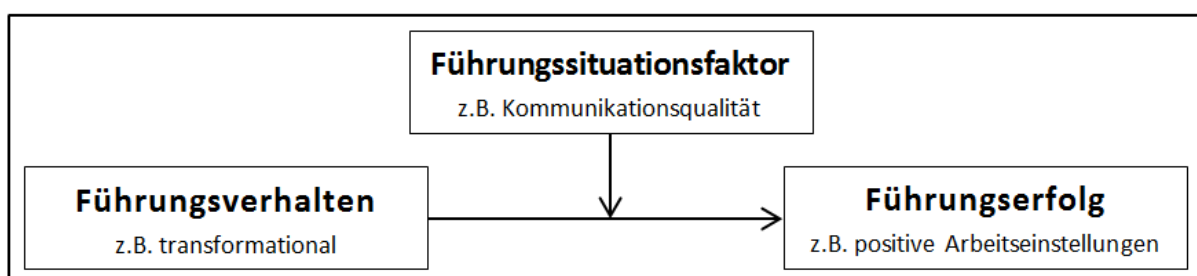 Führungssituationsfaktor
z.B. Kommunikationsqualität
Führungsverhalten
z.B. transformational
Führungserfolg
z.B. positive Arbeitseinstellungen